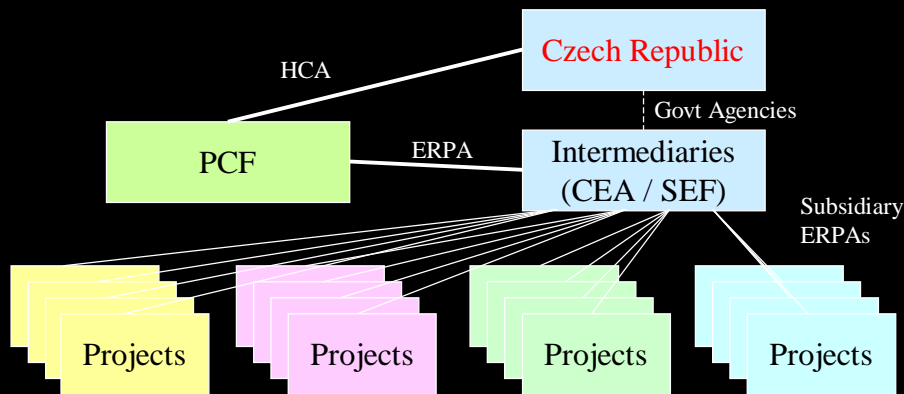 Czech Republic
HCA
Govt Agencies
PCF
ERPA
Intermediaries
(CEA / SEF)
Subsidiary
ERPAs
Projects
Projects
Projects
Projects